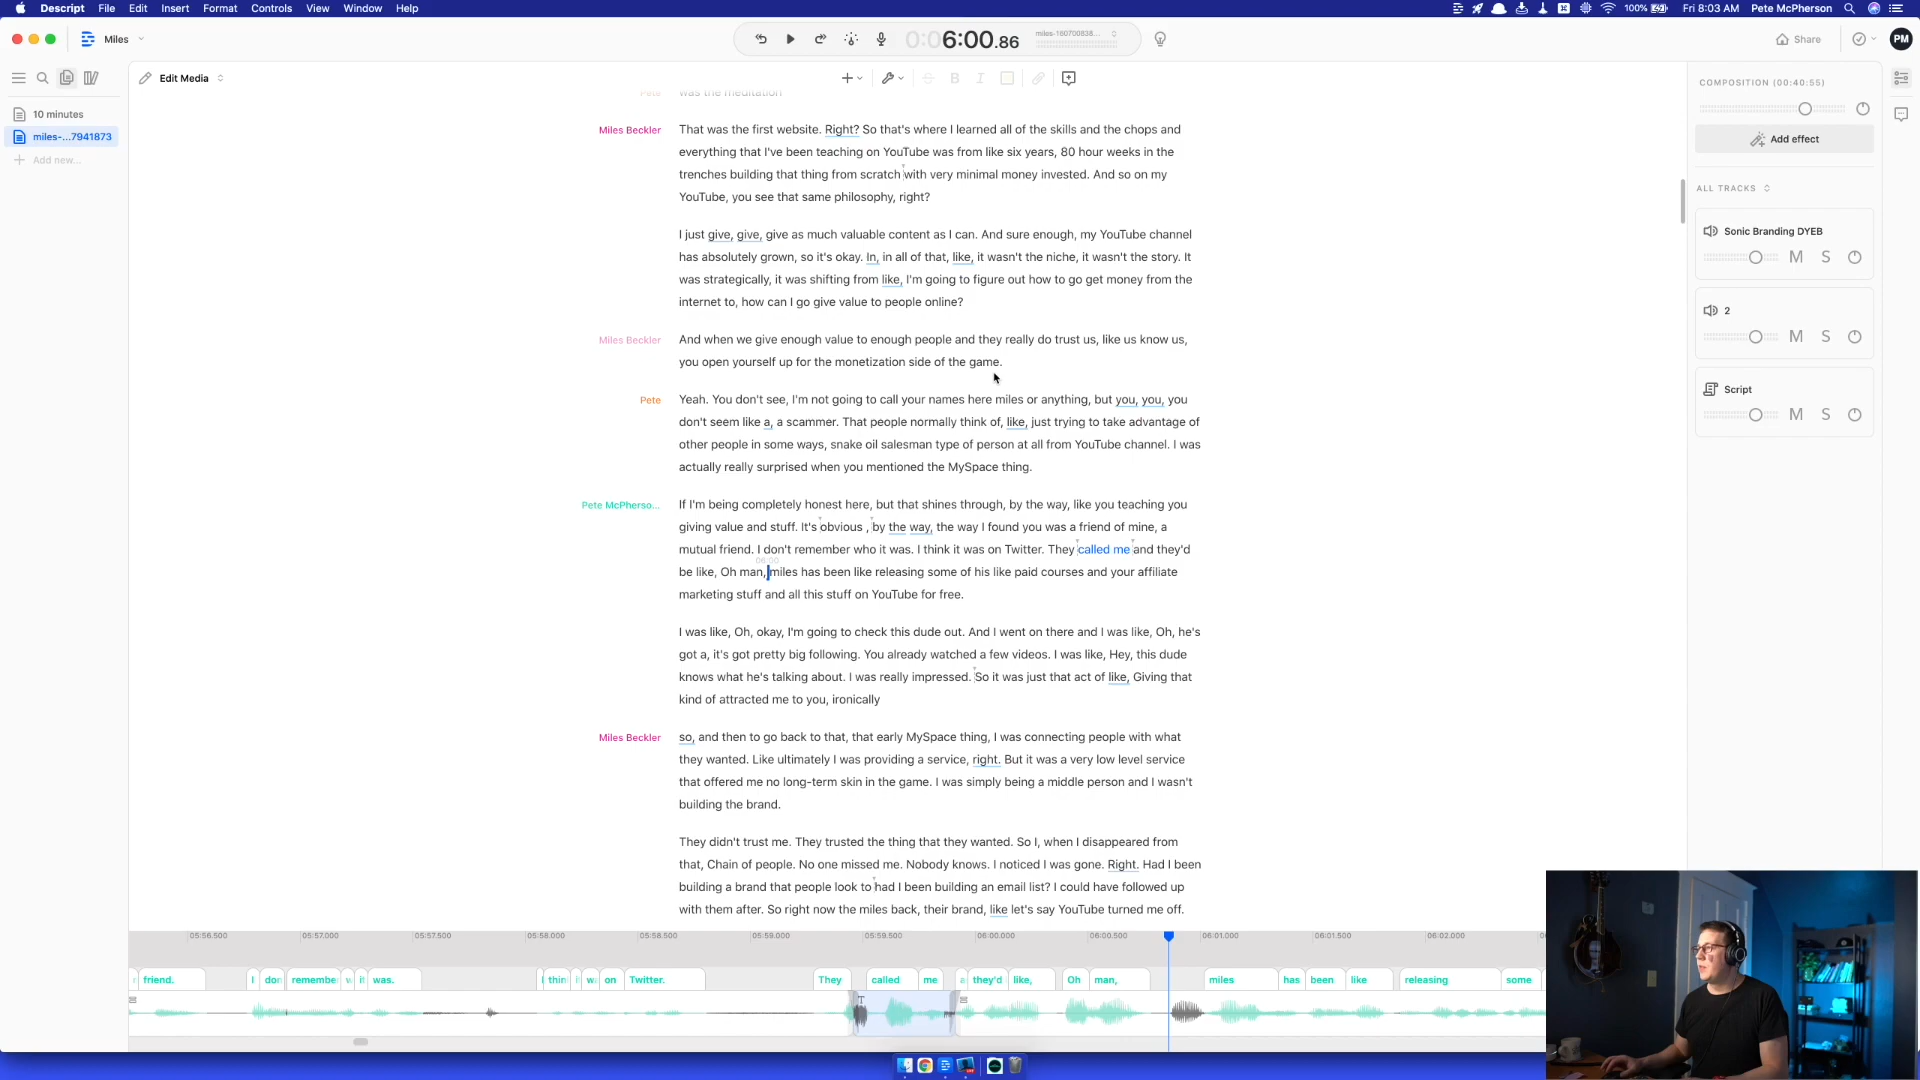 Descript File Edit Insert Format Controls View Window Help
100% Fri 8:03 AM Pete McPherson
Miles
0:06:00.86
miles-160700838...
Share
PM
Edit Media
B I
10 minutes
miles-...7941873
Add new...
COMPOSITION (00:40:55)
Add effect
ALL TRACKS
Sonic Branding DYEB
M S
2
M S
Script
M S
Pete was the meditation
Miles Beckler That was the first website. Right? So that's where I learned all of the skills and the chops and
everything that I've been teaching on YouTube was from like six years, 80 hour weeks in the
trenches building that thing from scratch with very minimal money invested. And so on my
YouTube, you see that same philosophy, right?
I just give, give, give as much valuable content as I can. And sure enough, my YouTube channel
has absolutely grown, so it's okay. In, in all of that, like, it wasn't the niche, it wasn't the story. It
was strategically, it was shifting from like, I'm going to figure out how to go get money from the
internet to, how can I go give value to people online?
Miles Beckler And when we give enough value to enough people and they really do trust us, like us know us,
you open yourself up for the monetization side of the game.
Pete Yeah. You don't see, I'm not going to call your names here miles or anything, but you, you, you
don't seem like a, a scammer. That people normally think of, like, just trying to take advantage of
other people in some ways, snake oil salesman type of person at all from YouTube channel. I was
actually really surprised when you mentioned the MySpace thing.
Pete McPherso... If I'm being completely honest here, but that shines through, by the way, like you teaching you
giving value and stuff. It's obvious , by the way, the way I found you was a friend of mine, a
mutual friend. I don't remember who it was. I think it was on Twitter. They called me and they'd
06:00
be like, Oh man, miles has been like releasing some of his like paid courses and your affiliate
marketing stuff and all this stuff on YouTube for free.
I was like, Oh, okay, I'm going to check this dude out. And I went on there and I was like, Oh, he's
got a, it's got pretty big following. You already watched a few videos. I was like, Hey, this dude
knows what he's talking about. I was really impressed. So it was just that act of like, Giving that
kind of attracted me to you, ironically
Miles Beckler so, and then to go back to that, that early MySpace thing, I was connecting people with what
they wanted. Like ultimately I was providing a service, right. But it was a very low level service
that offered me no long-term skin in the game. I was simply being a middle person and I wasn't
building the brand.
They didn't trust me. They trusted the thing that they wanted. So I, when I disappeared from
that, Chain of people. No one missed me. Nobody knows. I noticed I was gone. Right. Had I been
building a brand that people look to had I been building an email list? I could have followed up
with them after. So right now the miles back, their brand, like let's say YouTube turned me off.
05:56.500 05:57.000 05:57.500 05:58.000 05:58.500 05:59.000 05:59.500 06:00.000 06:00.500 06:01.000 06:01.500 06:02.000
friend. I don remembe w it was. I thin it wa on Twitter. They called me a they'd like, Oh man, miles has been like releasing some